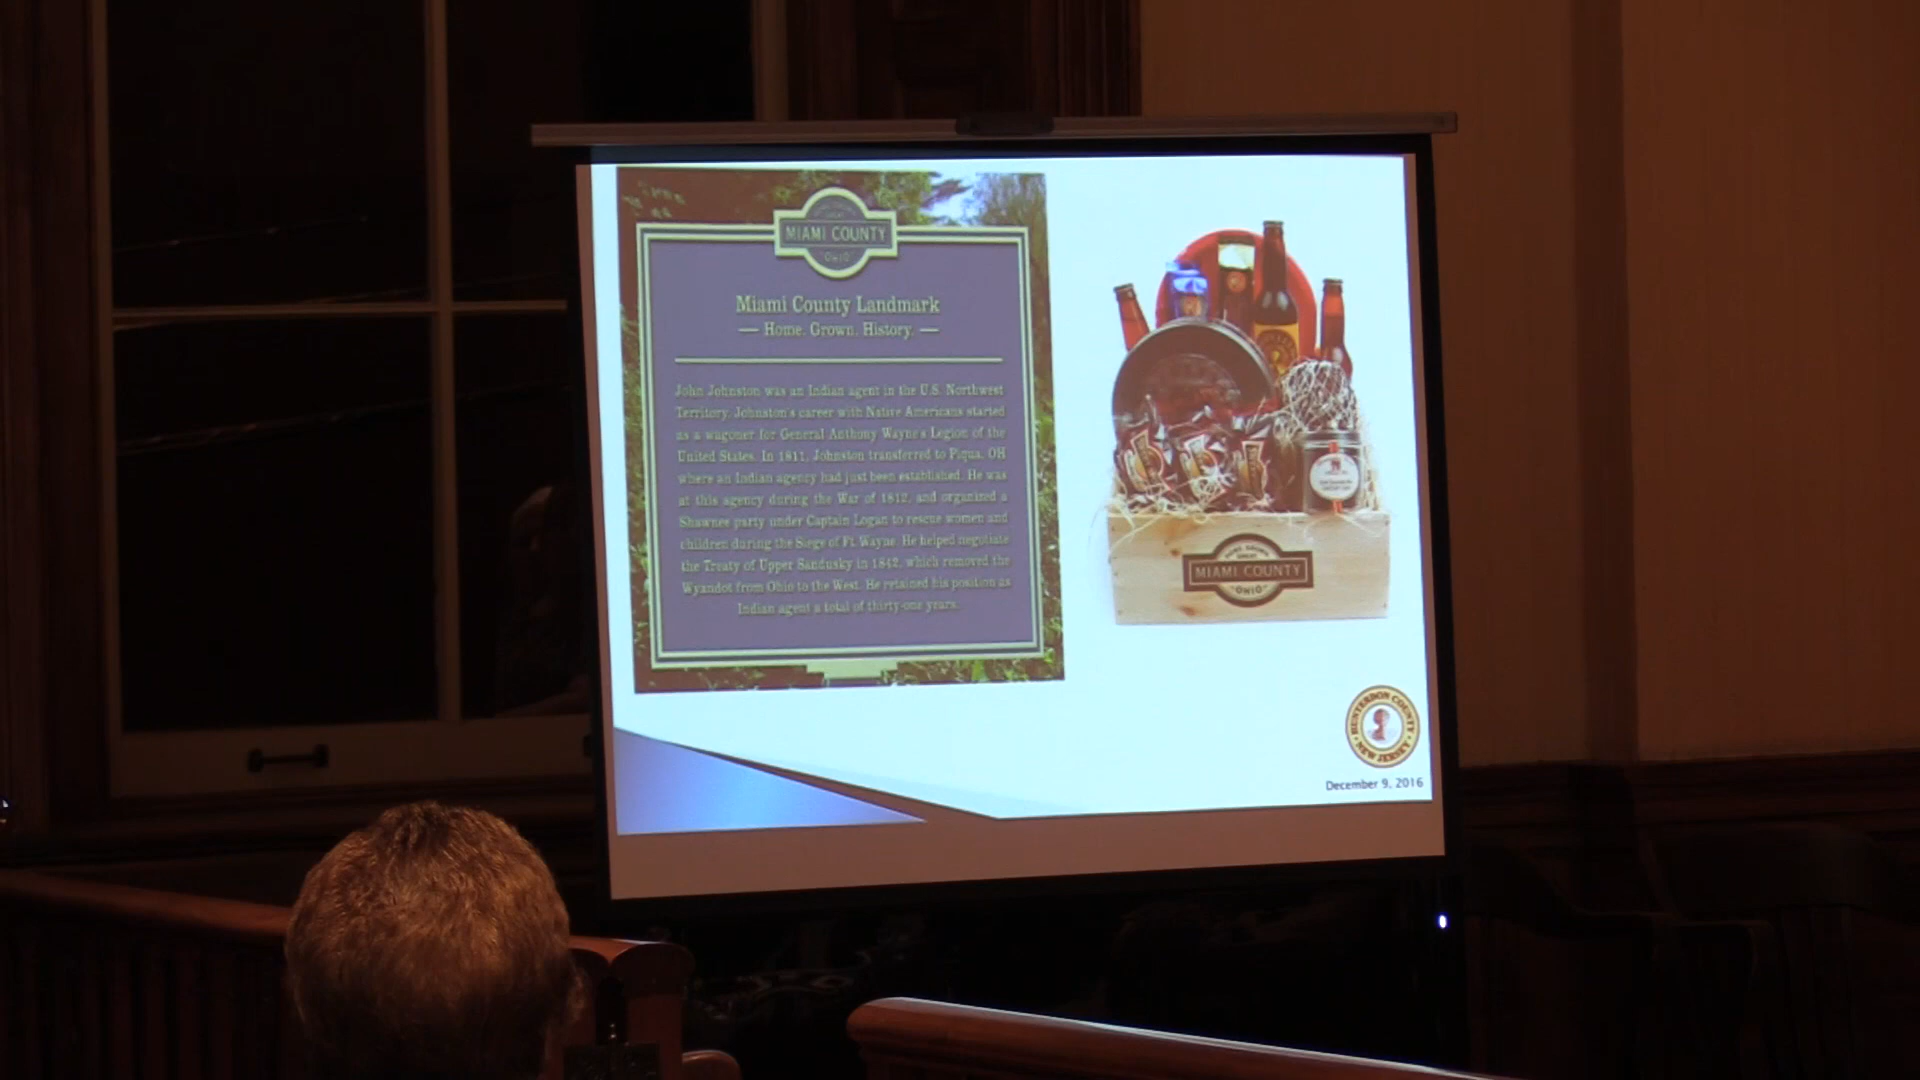 MIAMI COUNTY
OHIO
Miami County Landmark
— Home. Grown. History. —
John Johnston was an Indian agent in the U.S. Northwest
Territory. Johnston's career with Native Americans started
as a wagoner for General Anthony Wayne's Legion of the
United States. In 1811, Johnston transferred to Piqua, OH
where an Indian agency had just been established. He was
at this agency during the War of 1812, and organized a
Shawnee party under Captain Logan to rescue women and
children during the Siege of Ft. Wayne. He helped negotiate
the Treaty of Upper Sandusky in 1842, which removed the
Wyandot from Ohio to the West. He retained his position as
Indian agent a total of thirty-one years.
HOME. GROWN.
GREAT.
MIAMI COUNTY
OHIO
HUNTERDON COUNTY
NEW JERSEY
December 9, 2016